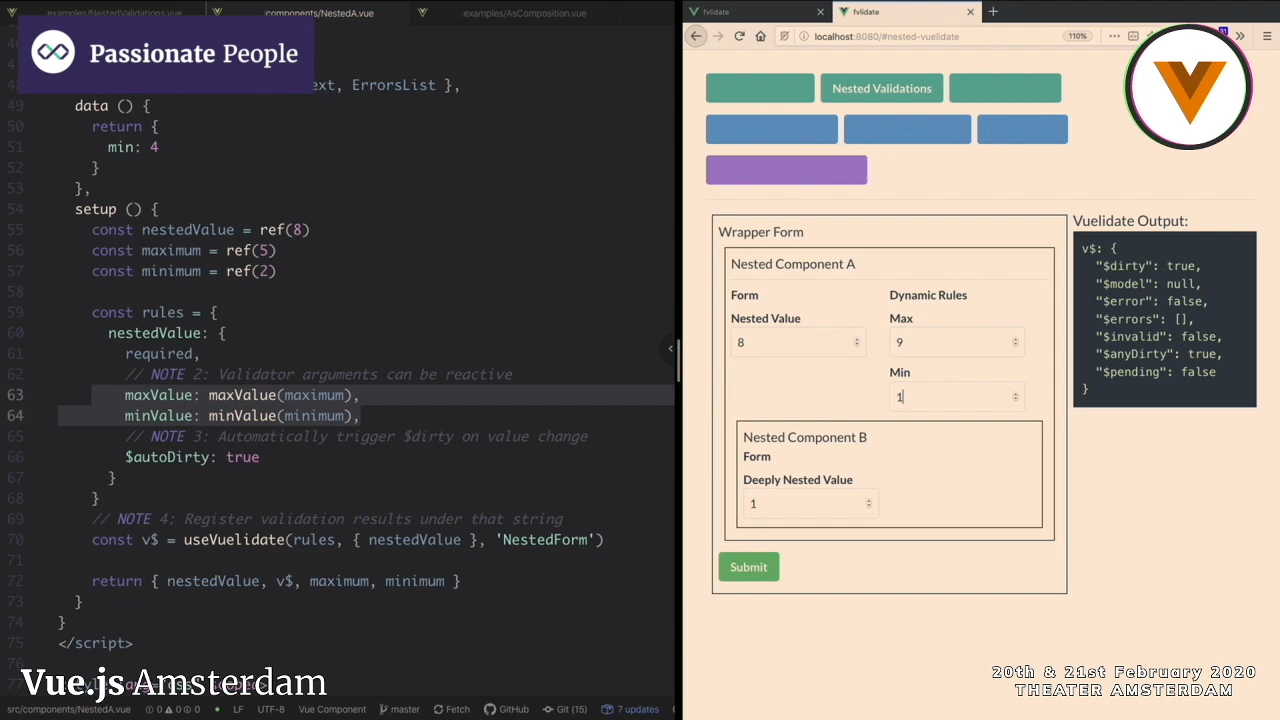 examples/NestedValidations.vue
/components/NestedA.vue
examples/AsComposition.vue
Passionate People
ext, ErrorsList },
49 data () {
50 return {
51 min: 4
52 }
53 },
54 setup () {
55 const nestedValue = ref(8)
56 const maximum = ref(5)
57 const minimum = ref(2)
58
59 const rules = {
60 nestedValue: {
61 required,
62 // NOTE 2: Validator arguments can be reactive
63 maxValue: maxValue(maximum),
64 minValue: minValue(minimum),
65 // NOTE 3: Automatically trigger $dirty on value change
66 $autoDirty: true
67 }
68 }
69 // NOTE 4: Register validation results under that string
70 const v$ = useVuelidate(rules, { nestedValue }, 'NestedForm')
71
72 return { nestedValue, v$, maximum, minimum }
73 }
74 }
75 </script>
76
77
Vue.js Amsterdam
src/components/NestedA.vue 0 0 0 LF UTF-8 Vue Component master Fetch GitHub Git (15) 7 updates
fvlidate
fvlidate
localhost:8080/#nested-vuelidate
110%
Nested Validations
Wrapper Form
Nested Component A
Form
Dynamic Rules
Nested Value
Max
8
9
Min
1
Nested Component B
Form
Deeply Nested Value
1
Submit
Vuelidate Output:
v$: {
"$dirty": true,
"$model": null,
"$error": false,
"$errors": [],
"$invalid": false,
"$anyDirty": true,
"$pending": false
}
20th & 21st February 2020
THEATER AMSTERDAM